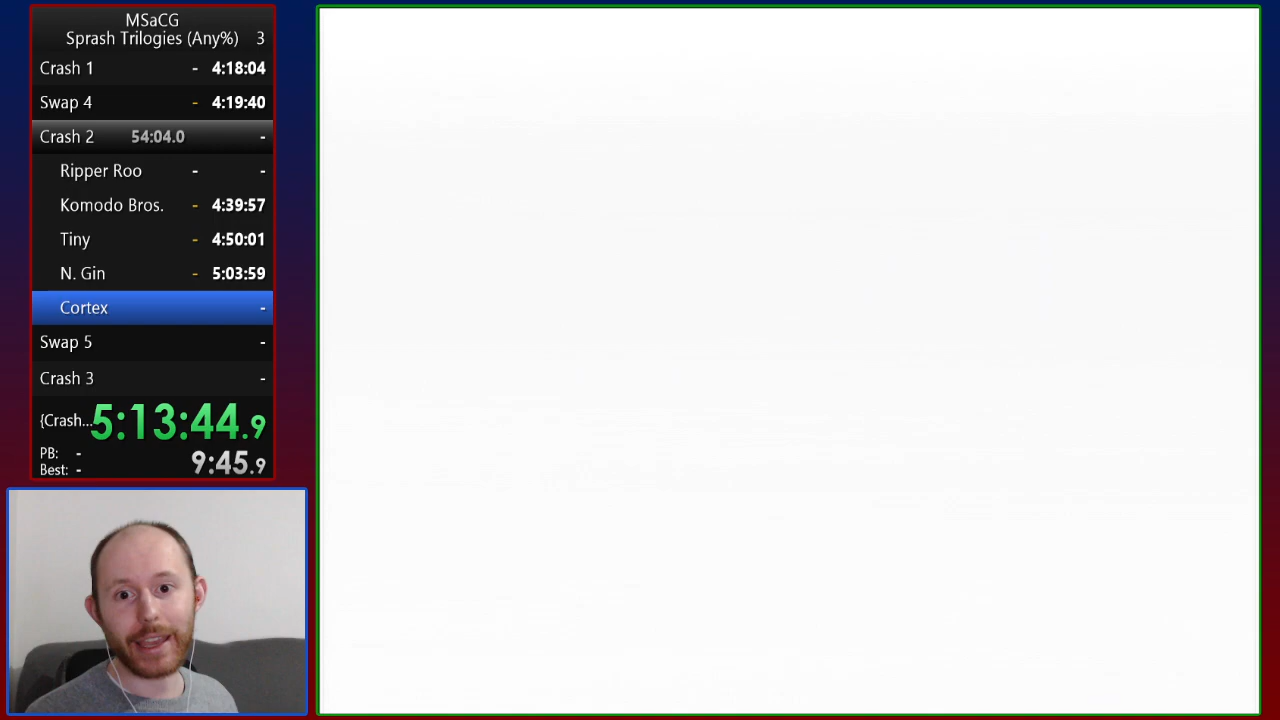 MSaCG
Sprash Trilogies (Any%) 3
Crash 1 - 4:18:04
Swap 4 - 4:19:40
Crash 2 54:04.0 -
Ripper Roo - -
Komodo Bros. - 4:39:57
Tiny - 4:50:01
N. Gin - 5:03:59
Cortex -
Swap 5 -
Crash 3 -
{Crash... 5:13:44.9
PB: -
Best: - 9:45.9